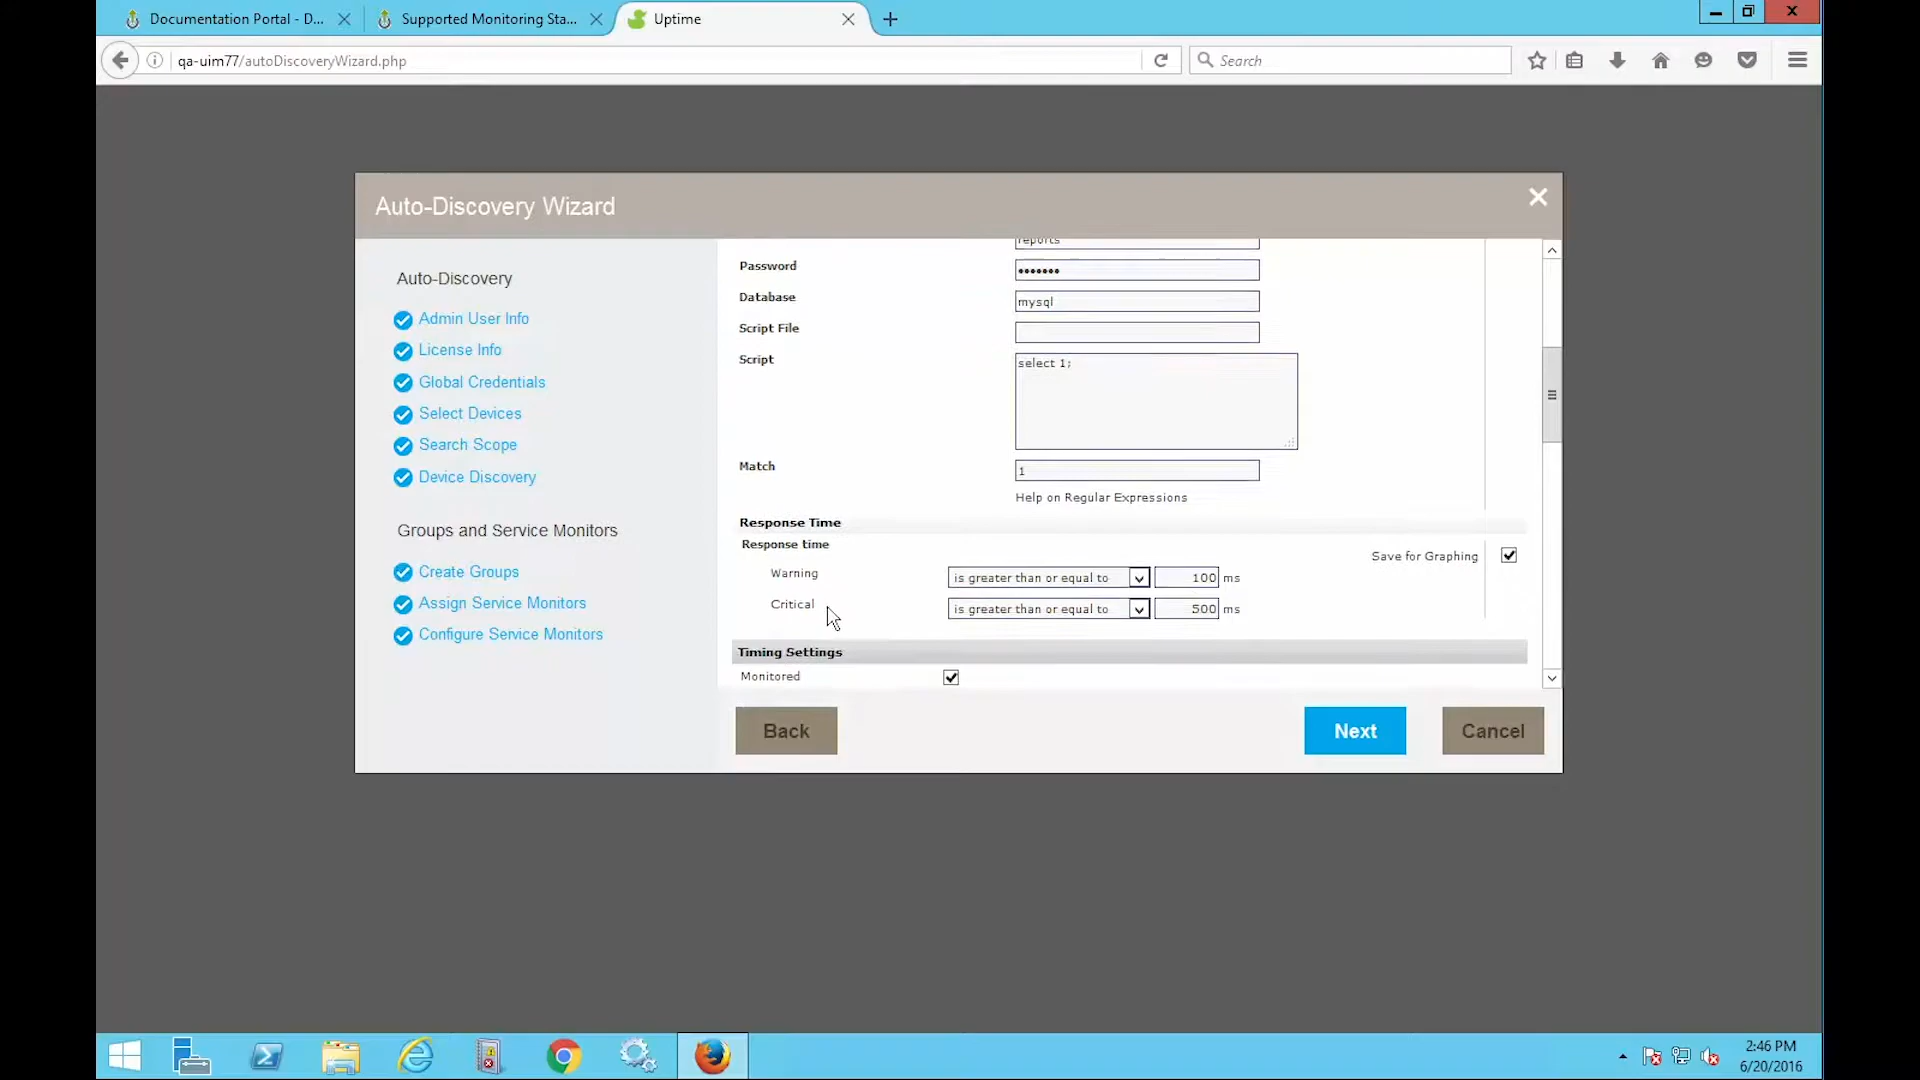 Documentation Portal - D...
Supported Monitoring Sta...
Uptime
qa-uim77/autoDiscoveryWizard.php
Search
Auto-Discovery Wizard
Auto-Discovery
Admin User Info
License Info
Global Credentials
Select Devices
Search Scope
Device Discovery
Groups and Service Monitors
Create Groups
Assign Service Monitors
Configure Service Monitors
reports
Password
•••••••
Database
mysql
Script File
Script
select 1;
Match
1
Help on Regular Expressions
Response Time
Response time
Save for Graphing
Warning
is greater than or equal to
100 ms
Critical
is greater than or equal to
500 ms
Timing Settings
Monitored
Back
Next
Cancel
2:46 PM
6/20/2016